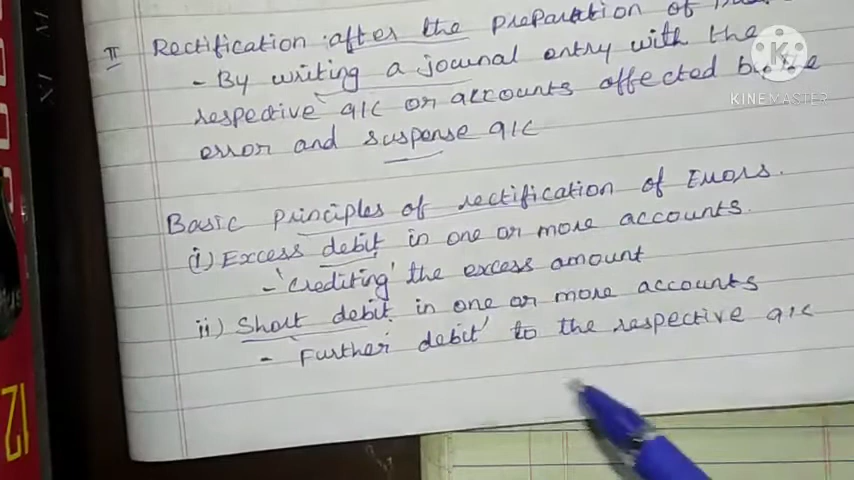 II Rectification after the preparation of
- By writing a journal entry with the
respective a/c or accounts affected by the
error and suspense a/c
Basic principles of rectification of Errors.
(i) Excess debit in one or more accounts.
- 'crediting' the excess amount
ii) Short debit in one or more accounts
- 'Further debit' to the respective a/c
K
KINEMASTER
12